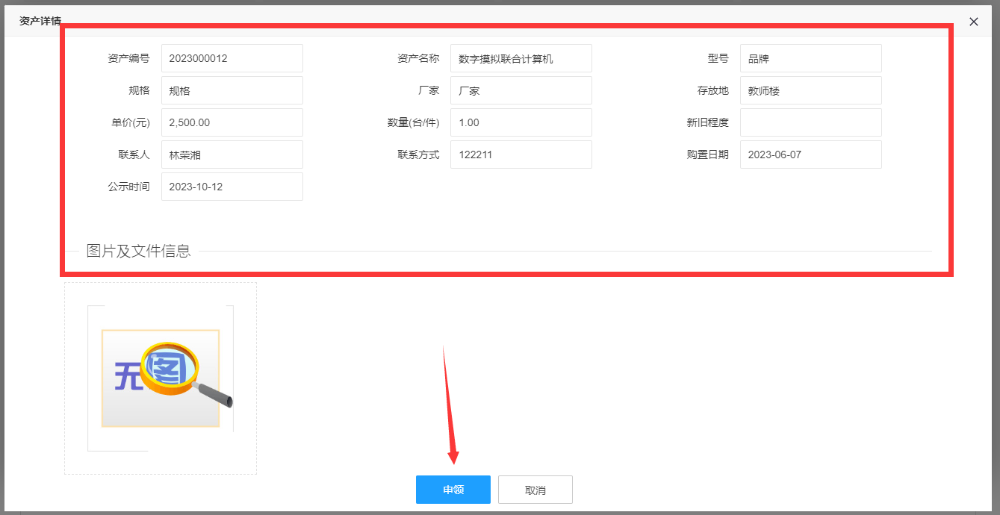 资产详情
资产编号 2023000012 资产名称 数字摸拟联合计算机 型号 品牌
规格 规格 厂家 厂家 存放地 教师楼
单价(元) 2,500.00 数量(台/件) 1.00 新旧程度
联系人 林荣湘 联系方式 122211 购置日期 2023-06-07
公示时间 2023-10-12
图片及文件信息
无图
申领 取消